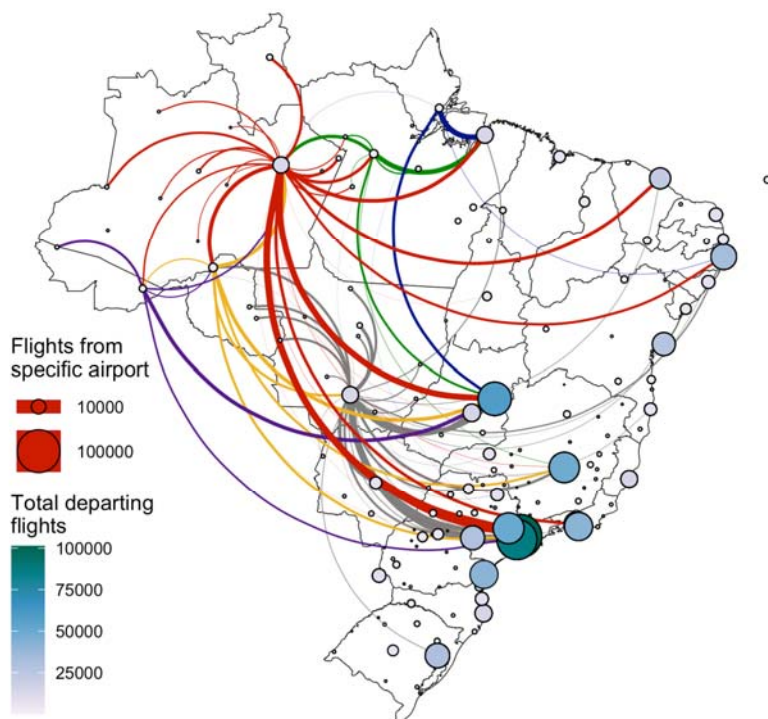 Flights from
specific airport
10000
100000
Total departing
flights
100000
75000
50000
25000